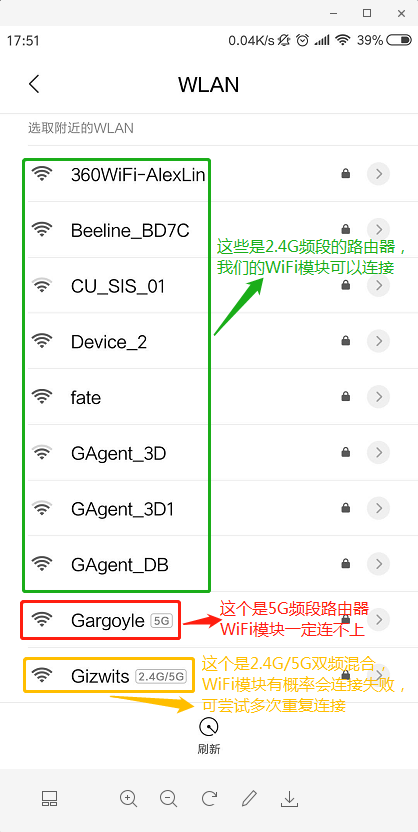 17:51 0.04K/s 39%
WLAN
选取附近的WLAN
360WiFi-AlexLin
Beeline_BD7C
这些是2.4G频段的路由器，
我们的WiFi模块可以连接
CU_SIS_01
Device_2
fate
GAgent_3D
GAgent_3D1
GAgent_DB
Gargoyle 5G
这个是5G频段路由器
WiFi模块一定连不上
Gizwits 2.4G/5G
这个是2.4G/5G双频混合
WiFi模块有概率会连接失败，
可尝试多次重复连接
刷新